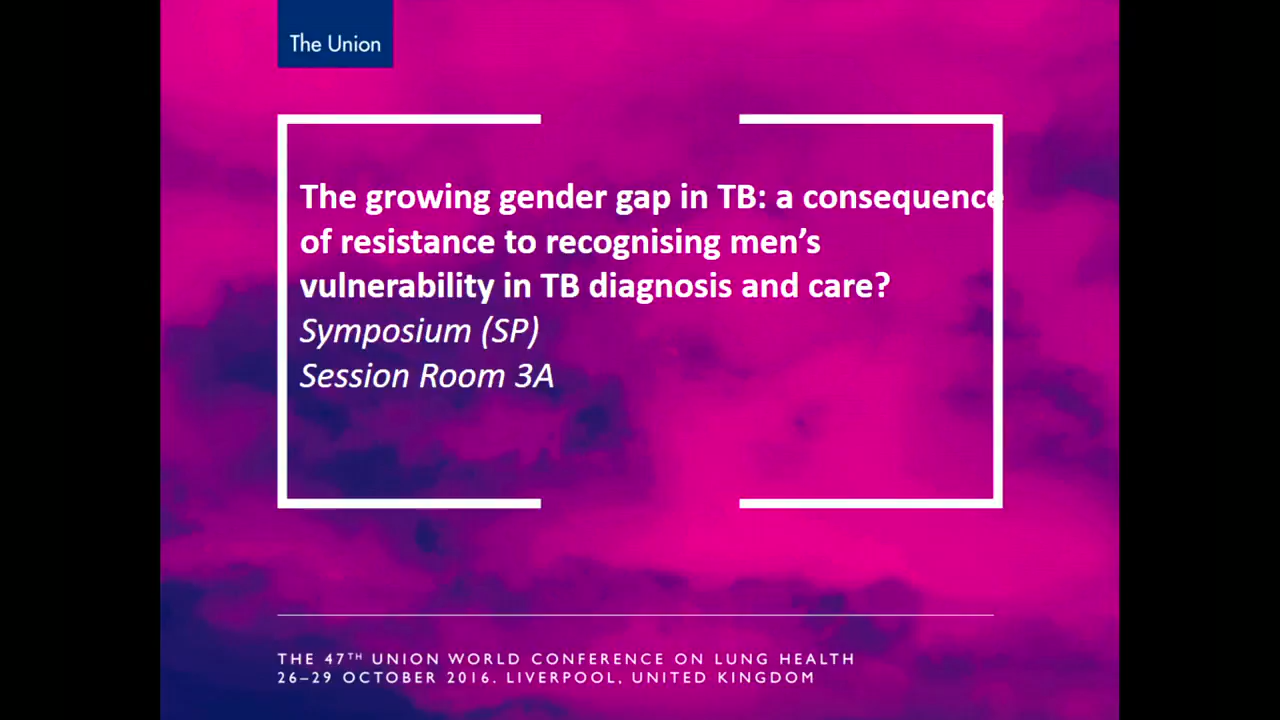 The Union
The growing gender gap in TB: a consequence
of resistance to recognising men’s
vulnerability in TB diagnosis and care?
Symposium (SP)
Session Room 3A
THE 47TH UNION WORLD CONFERENCE ON LUNG HEALTH
26–29 OCTOBER 2016. LIVERPOOL, UNITED KINGDOM